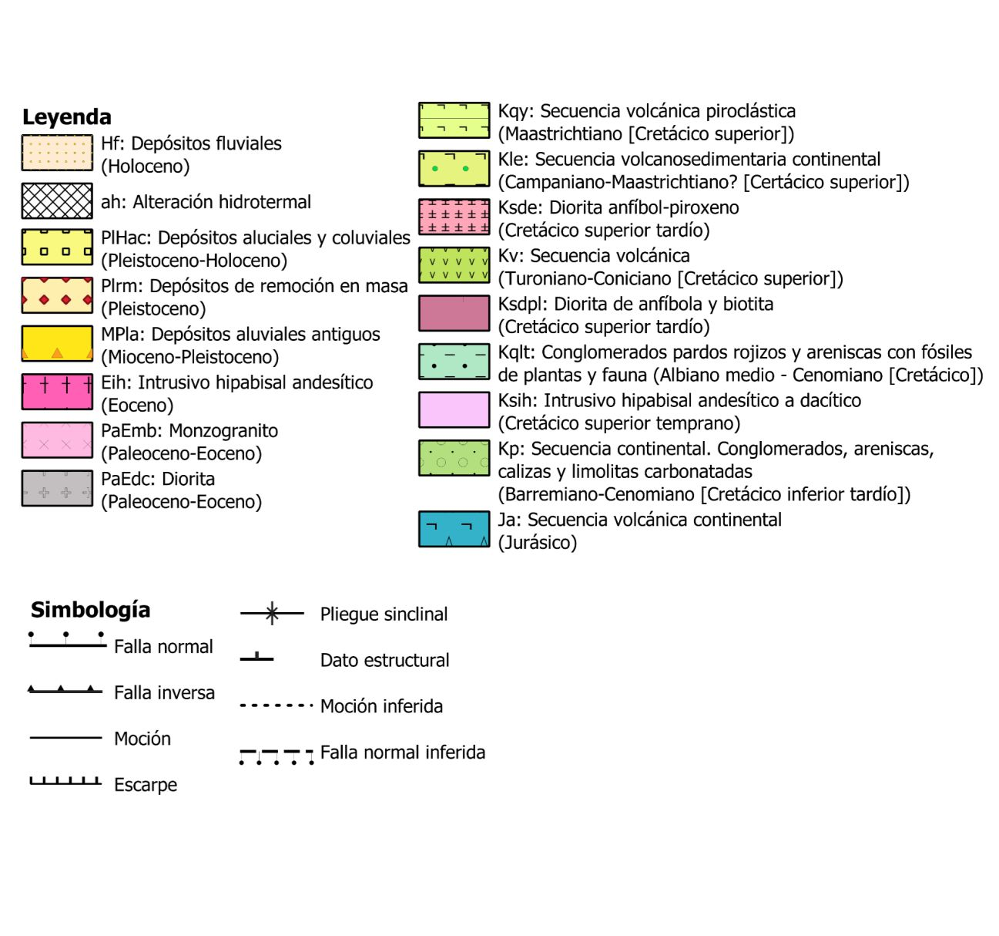 Leyenda
Hf: Depósitos fluviales
(Holoceno)
ah: Alteración hidrotermal
PlHac: Depósitos aluciales y coluviales
(Pleistoceno-Holoceno)
Plrm: Depósitos de remoción en masa
(Pleistoceno)
MPla: Depósitos aluviales antiguos
(Mioceno-Pleistoceno)
Eih: Intrusivo hipabisal andesítico
(Eoceno)
PaEmb: Monzogranito
(Paleoceno-Eoceno)
PaEdc: Diorita
(Paleoceno-Eoceno)
Kqy: Secuencia volcánica piroclástica
(Maastrichtiano [Cretácico superior])
Kle: Secuencia volcanosedimentaria continental
(Campaniano-Maastrichtiano? [Certácico superior])
Ksde: Diorita anfíbol-piroxeno
(Cretácico superior tardío)
Kv: Secuencia volcánica
(Turoniano-Coniciano [Cretácico superior])
Ksdpl: Diorita de anfíbola y biotita
(Cretácico superior tardío)
Kqlt: Conglomerados pardos rojizos y areniscas con fósiles
de plantas y fauna (Albiano medio - Cenomiano [Cretácico])
Ksih: Intrusivo hipabisal andesítico a dacítico
(Cretácico superior temprano)
Kp: Secuencia continental. Conglomerados, areniscas,
calizas y limolitas carbonatadas
(Barremiano-Cenomiano [Cretácico inferior tardío])
Ja: Secuencia volcánica continental
(Jurásico)
Simbología
Falla normal
Falla inversa
Moción
Escarpe
Pliegue sinclinal
Dato estructural
Moción inferida
Falla normal inferida